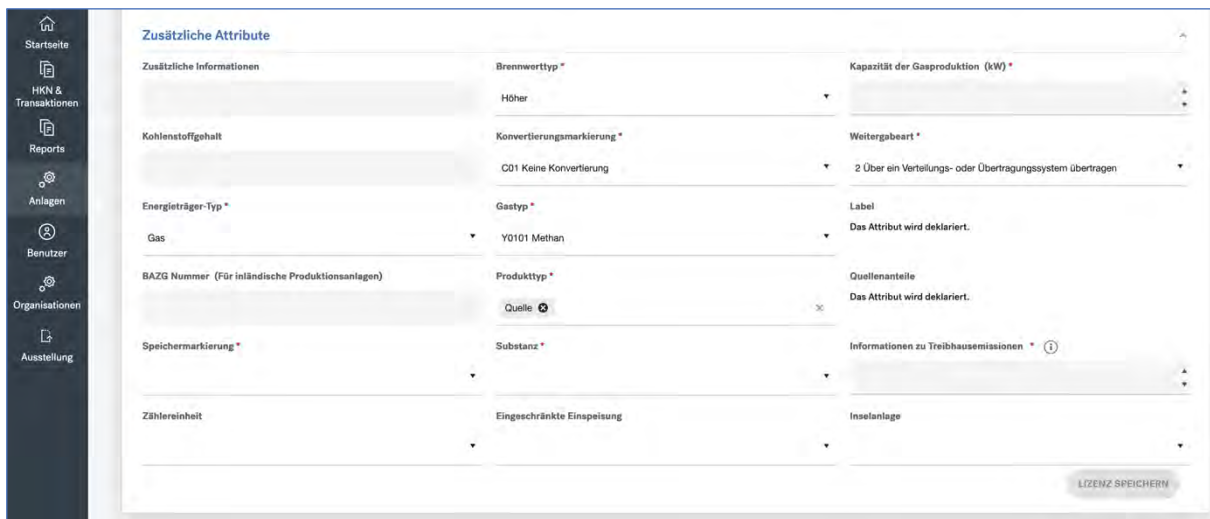 Startseite
HKN &
Transaktionen
Reports
Anlagen
Benutzer
Organisationen
Ausstellung
Zusätzliche Attribute
Zusätzliche Informationen
Brennwerttyp *
Höher
Kapazität der Gasproduktion (kW) *
Kohlenstoffgehalt
Konvertierungsmarkierung *
C01 Keine Konvertierung
Weitergabeart *
2 Über ein Verteilungs- oder Übertragungssystem übertragen
Energieträger-Typ *
Gas
Gastyp *
Y0101 Methan
Label
Das Attribut wird deklariert.
BAZG Nummer (Für inländische Produktionsanlagen)
Produkttyp *
Quelle
Quellenanteile
Das Attribut wird deklariert.
Speichermarkierung *
Substanz *
Informationen zu Treibhausemissionen *
Zählereinheit
Eingeschränkte Einspeisung
Inselanlage
LIZENZ SPEICHERN